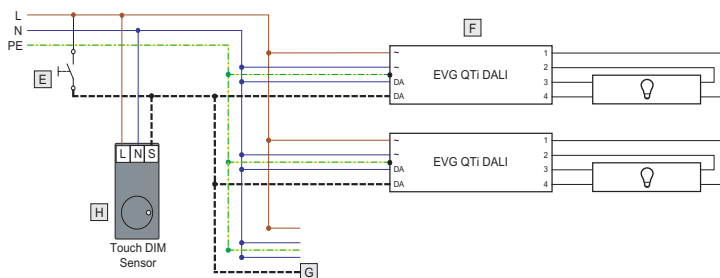 L
N
PE
E
F
~
~
DA
DA
EVG QTi DALI
1
2
3
4
~
~
DA
DA
EVG QTi DALI
1
2
3
4
L N S
H
Touch DIM
Sensor
G